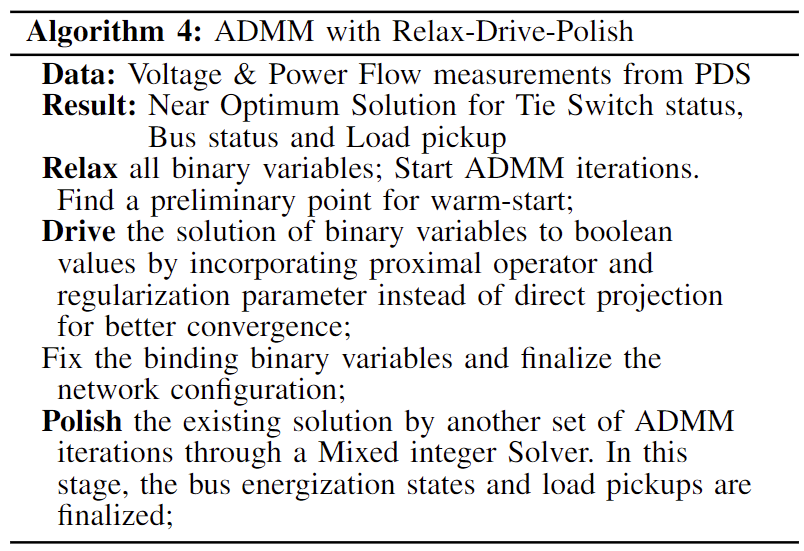 Algorithm 4: ADMM with Relax-Drive-Polish
Data: Voltage & Power Flow measurements from PDS
Result: Near Optimum Solution for Tie Switch status,
Bus status and Load pickup
Relax all binary variables; Start ADMM iterations.
Find a preliminary point for warm-start;
Drive the solution of binary variables to boolean
values by incorporating proximal operator and
regularization parameter instead of direct projection
for better convergence;
Fix the binding binary variables and finalize the
network configuration;
Polish the existing solution by another set of ADMM
iterations through a Mixed integer Solver. In this
stage, the bus energization states and load pickups are
finalized;